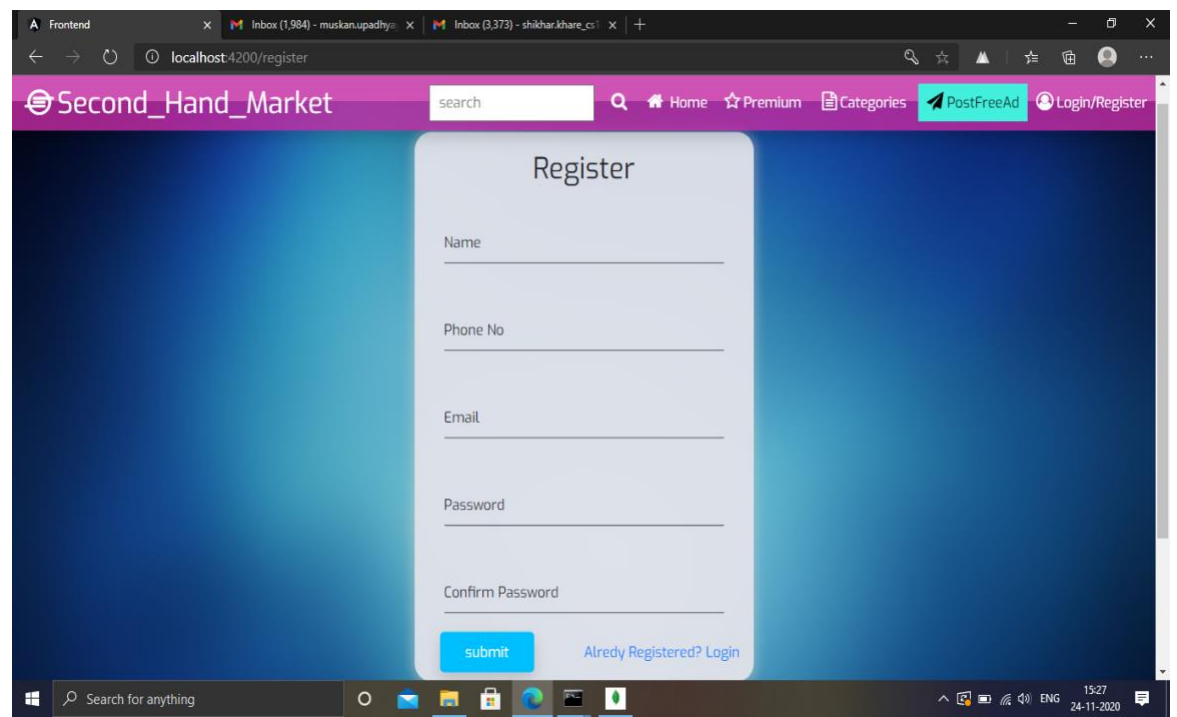 Frontend
Inbox (1,984) - muskan.upadhya
Inbox (3,373) - shikhar.khare_cs1
localhost:4200/register
Second_Hand_Market
search
Home
Premium
Categories
PostFreeAd
Login/Register
Register
Name
Phone No
Email
Password
Confirm Password
submit
Alredy Registered? Login
Search for anything
ENG
15:27
24-11-2020